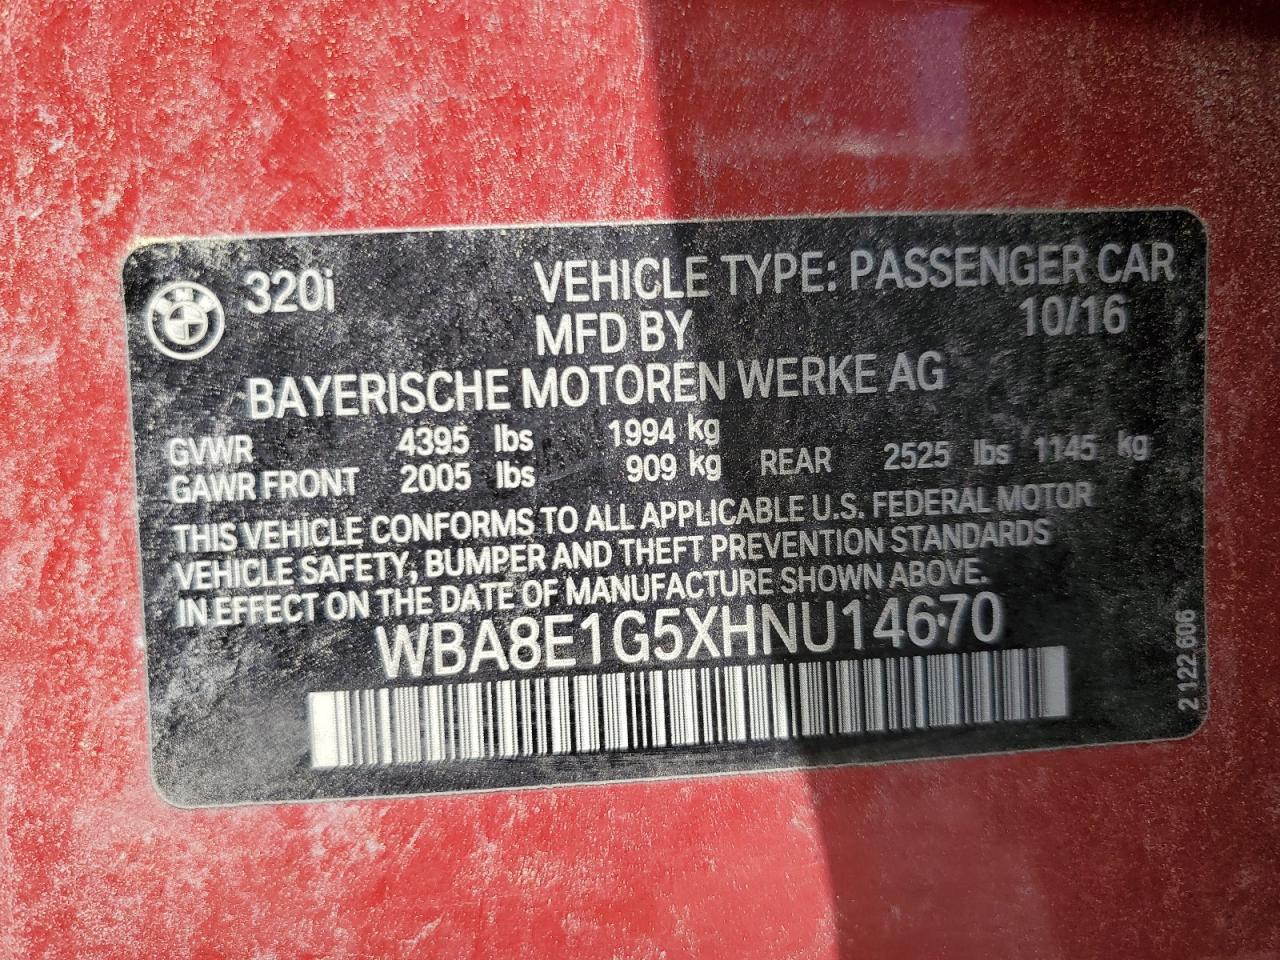 BMW 320i VEHICLE TYPE: PASSENGER CAR
MFD BY 10/16
BAYERISCHE MOTOREN WERKE AG
GVWR 4395 lbs 1994 kg
GAWR FRONT 2005 lbs 909 kg REAR 2525 lbs 1145 kg
THIS VEHICLE CONFORMS TO ALL APPLICABLE U.S. FEDERAL MOTOR
VEHICLE SAFETY, BUMPER AND THEFT PREVENTION STANDARDS
IN EFFECT ON THE DATE OF MANUFACTURE SHOWN ABOVE.
WBA8E1G5XHNU14670
2 122 606